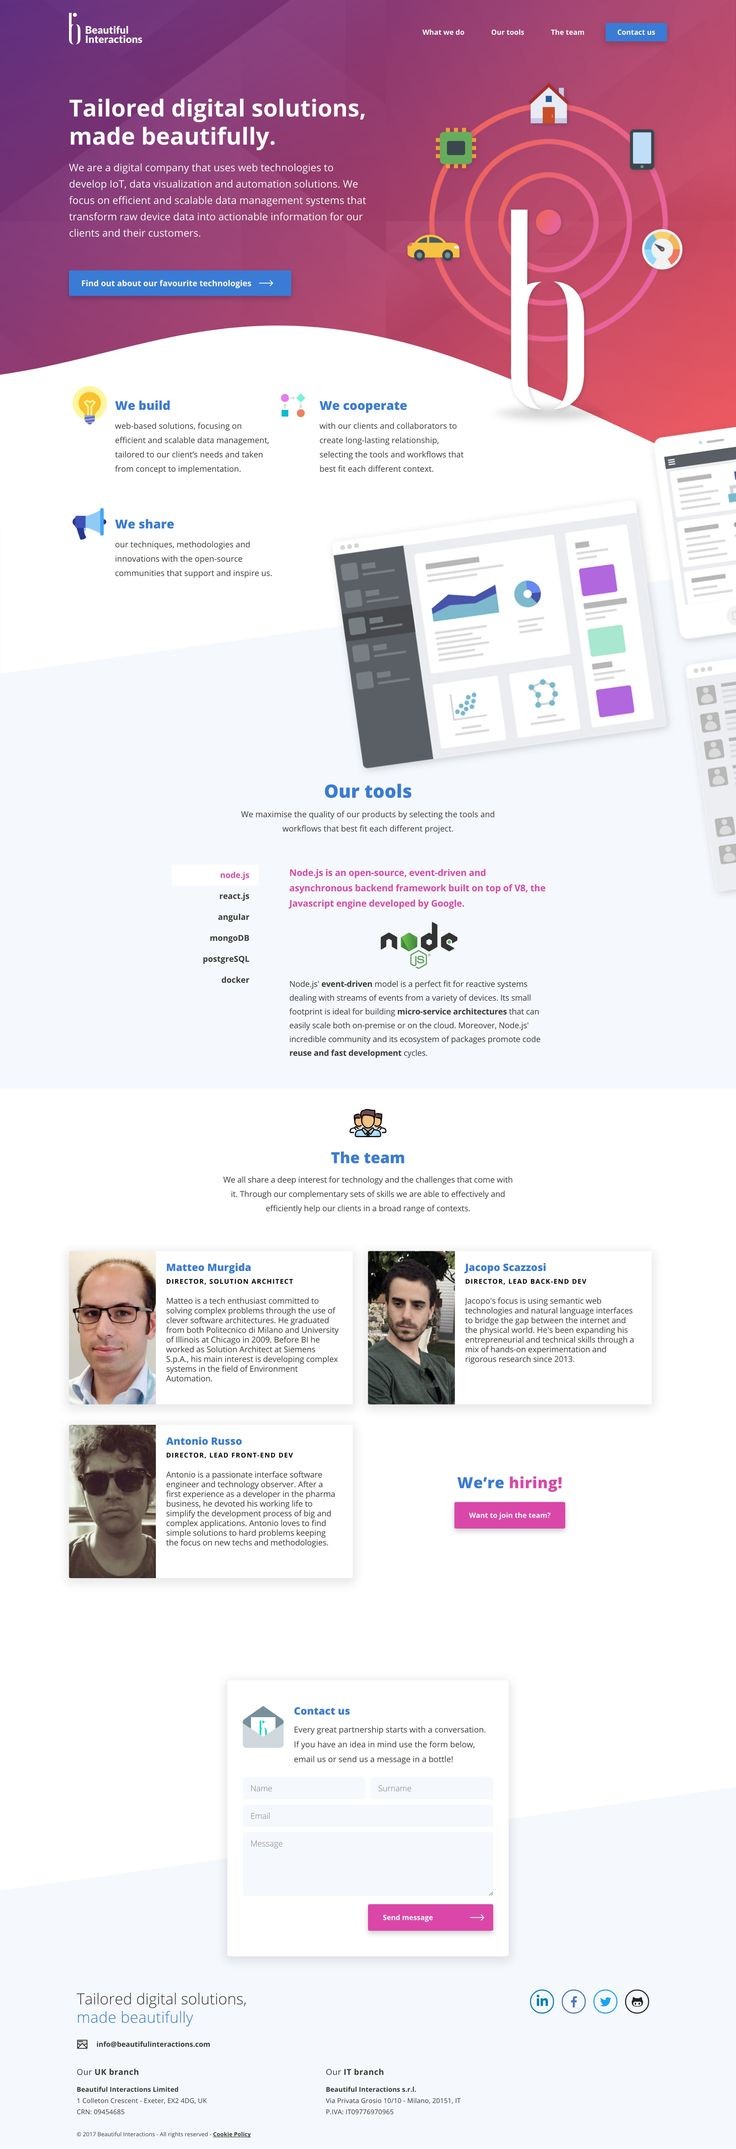 Beautiful
Interactions
What we do
Our tools
The team
Contact us
Tailored digital solutions,
made beautifully.
We are a digital company that uses web technologies to
develop IoT, data visualization and automation solutions. We
focus on efficient and scalable data management systems that
transform raw device data into actionable information for our
clients and their customers.
Find out about our favourite technologies
We build
web-based solutions, focusing on
efficient and scalable data management,
tailored to our client's needs and taken
from concept to implementation.
We cooperate
with our clients and collaborators to
create long-lasting relationship,
selecting the tools and workflows that
best fit each different context.
We share
our techniques, methodologies and
innovations with the open-source
communities that support and inspire us.
Our tools
We maximise the quality of our products by selecting the tools and
workflows that best fit each different project.
node.js
react.js
angular
mongoDB
postgreSQL
docker
Node.js is an open-source, event-driven and
asynchronous backend framework built on top of V8, the
Javascript engine developed by Google.
node
JS
Node.js' event-driven model is a perfect fit for reactive systems
dealing with streams of events from a variety of devices. Its small
footprint is ideal for building micro-service architectures that can
easily scale both on-premise or on the cloud. Moreover, Node.js'
incredible community and its ecosystem of packages promote code
reuse and fast development cycles.
The team
We all share a deep interest for technology and the challenges that come with
it. Through our complementary sets of skills we are able to effectively and
efficiently help our clients in a broad range of contexts.
Matteo Murgida
DIRECTOR, SOLUTION ARCHITECT
Matteo is a tech enthusiast committed to
solving complex problems through the use of
clever software architectures. He graduated
from both Politecnico di Milano and University
of Illinois at Chicago in 2009. Before BI he
worked as Solution Architect at Siemens
S.p.A., his main interest is developing complex
systems in the field of Environment
Automation.
Jacopo Scazzosi
DIRECTOR, LEAD BACK-END DEV
Jacopo's focus is using semantic web
technologies and natural language interfaces
to bridge the gap between the internet and
the physical world. He's been expanding his
entrepreneurial and technical skills through a
mix of hands-on experimentation and
rigorous research since 2013.
Antonio Russo
DIRECTOR, LEAD FRONT-END DEV
Antonio is a passionate interface software
engineer and technology observer. After a
first experience as a developer in the pharma
business, he devoted his working life to
simplify the development process of big and
complex applications. Antonio loves to find
simple solutions to hard problems keeping
the focus on new techs and methodologies.
We're hiring!
Want to join the team?
Contact us
Every great partnership starts with a conversation.
If you have an idea in mind use the form below,
email us or send us a message in a bottle!
Name
Surname
Email
Message
Send message
Tailored digital solutions,
made beautifully
info@beautifulinteractions.com
Our UK branch
Beautiful Interactions Limited
1 Colleton Crescent - Exeter, EX2 4DG, UK
CRN: 09454685
Our IT branch
Beautiful Interactions s.r.l.
Via Privata Grosio 10/10 - Milano, 20151, IT
P.IVA: IT09776970965
© 2017 Beautiful Interactions - All rights reserved - Cookie Policy